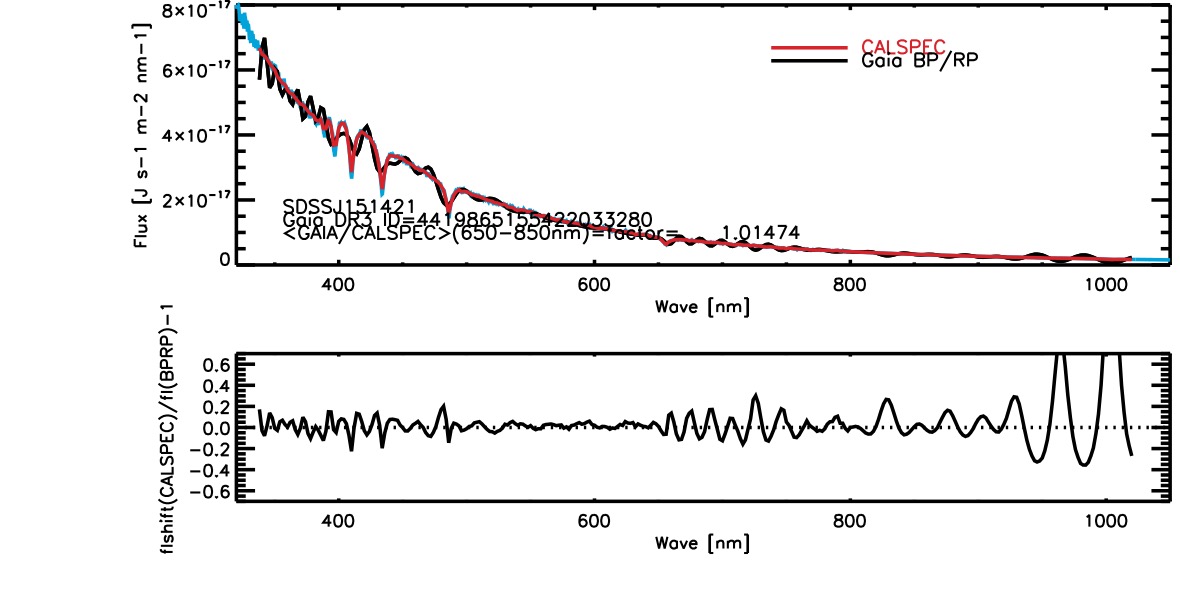 8×10−17
6×10−17
4×10−17
2×10−17
0
Flux [J s−1 m−2 nm−1]
CALSPEC
Gaia BP/RP
SDSSJ151421
Gaia DR3 ID=4419865155422033280
<GAIA/CALSPEC>(650−850nm)=factor= 1.01474
400 600 800 1000
Wave [nm]
flshift(CALSPEC)/fl(BPRP)−1
0.6
0.4
0.2
0.0
−0.2
−0.4
−0.6
400 600 800 1000
Wave [nm]